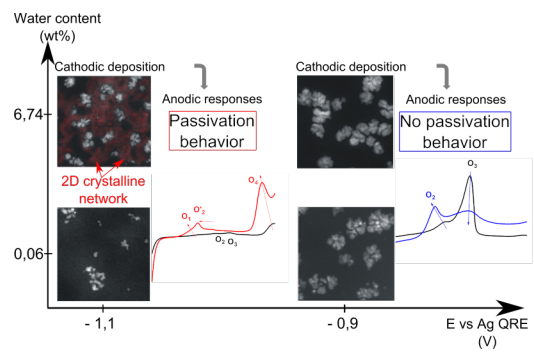 Water content
(wt%)
Cathodic deposition
Cathodic deposition
Anodic responses
Anodic responses
6,74
Passivation
behavior
No passivation
behavior
2D crystalline
network
O₁
O'₂
O₄
O₂
O₃
O₂
O₃
0,06
- 1,1
- 0,9
E vs Ag QRE
(V)